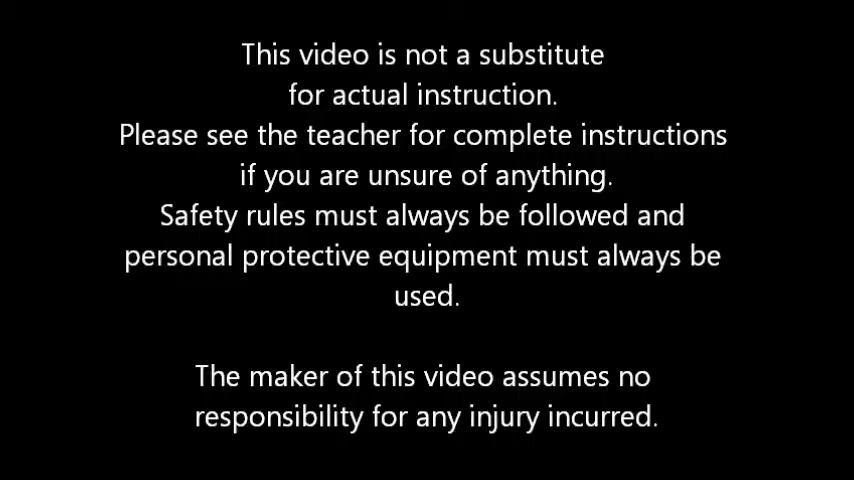 This video is not a substitute
for actual instruction.
Please see the teacher for complete instructions
if you are unsure of anything.
Safety rules must always be followed and
personal protective equipment must always be
used.
The maker of this video assumes no
responsibility for any injury incurred.